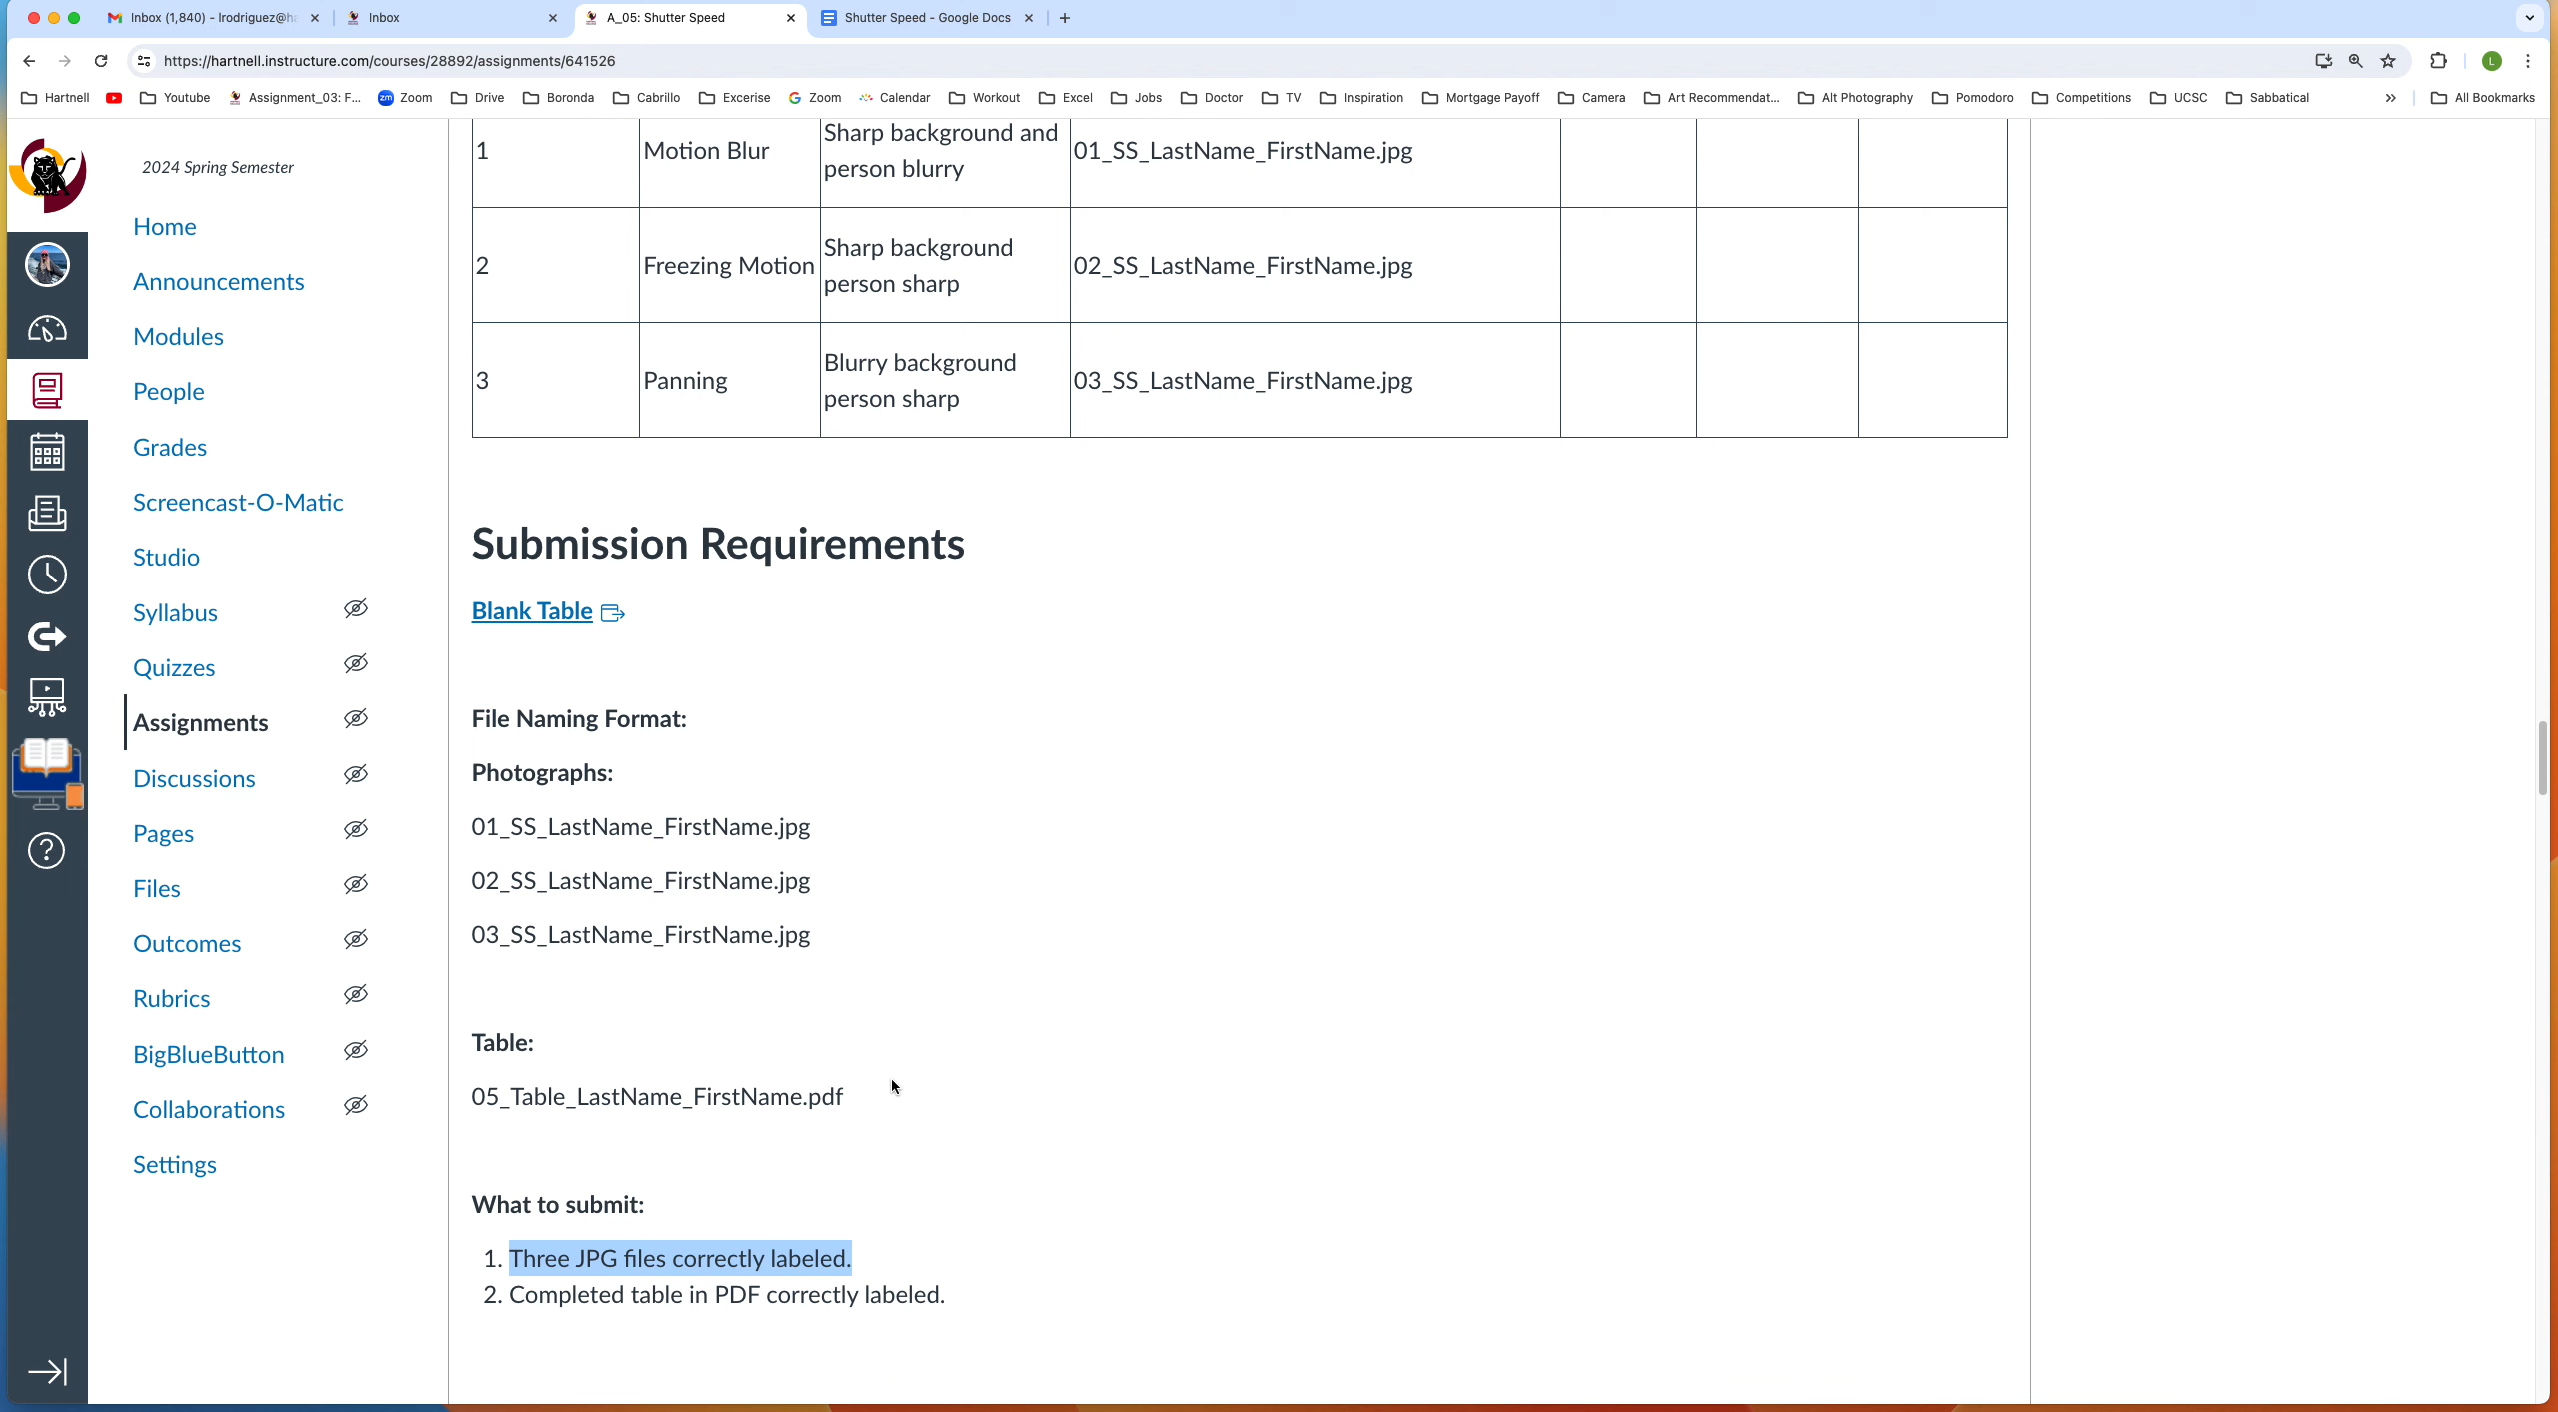 Inbox (1,840) - lrodriguez@ha
Inbox
A_05: Shutter Speed
Shutter Speed - Google Docs
https://hartnell.instructure.com/courses/28892/assignments/641526
Hartnell
Youtube
Assignment_03: F...
zm Zoom
Drive
Boronda
Cabrillo
Excerise
Zoom
Calendar
Workout
Excel
Jobs
Doctor
TV
Inspiration
Mortgage Payoff
Camera
Art Recommendat...
Alt Photography
Pomodoro
Competitions
UCSC
Sabbatical
All Bookmarks
L
2024 Spring Semester
Home
Announcements
Modules
People
Grades
Screencast-O-Matic
Studio
Syllabus
Quizzes
Assignments
Discussions
Pages
Files
Outcomes
Rubrics
BigBlueButton
Collaborations
Settings
1
Motion Blur
Sharp background and
person blurry
01_SS_LastName_FirstName.jpg
2
Freezing Motion
Sharp background
person sharp
02_SS_LastName_FirstName.jpg
3
Panning
Blurry background
person sharp
03_SS_LastName_FirstName.jpg
Submission Requirements
Blank Table
File Naming Format:
Photographs:
01_SS_LastName_FirstName.jpg
02_SS_LastName_FirstName.jpg
03_SS_LastName_FirstName.jpg
Table:
05_Table_LastName_FirstName.pdf
What to submit:
1. Three JPG files correctly labeled.
2. Completed table in PDF correctly labeled.